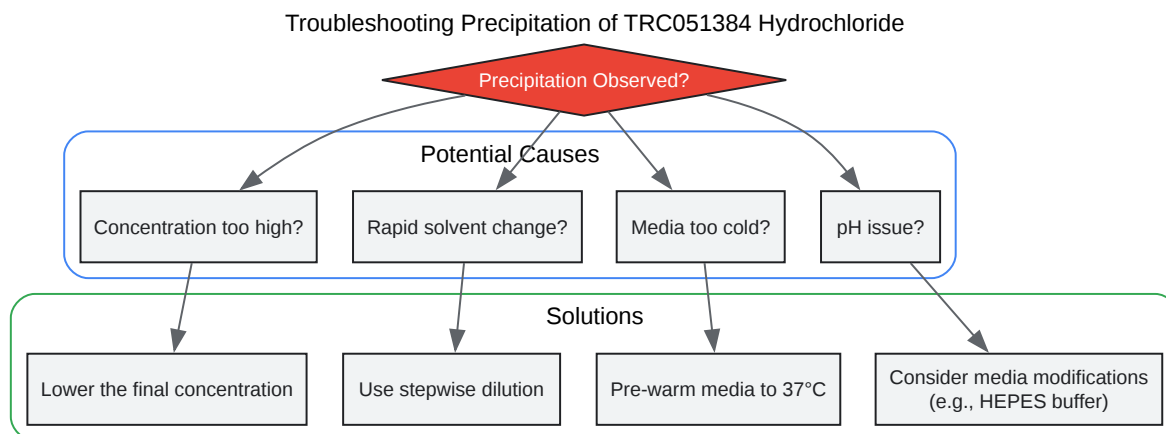 Troubleshooting Precipitation of TRC051384 Hydrochloride
Precipitation Observed?
Potential Causes
Concentration too high?
Rapid solvent change?
Media too cold?
pH issue?
Solutions
Lower the final concentration
Use stepwise dilution
Pre-warm media to 37°C
Consider media modifications
(e.g., HEPES buffer)